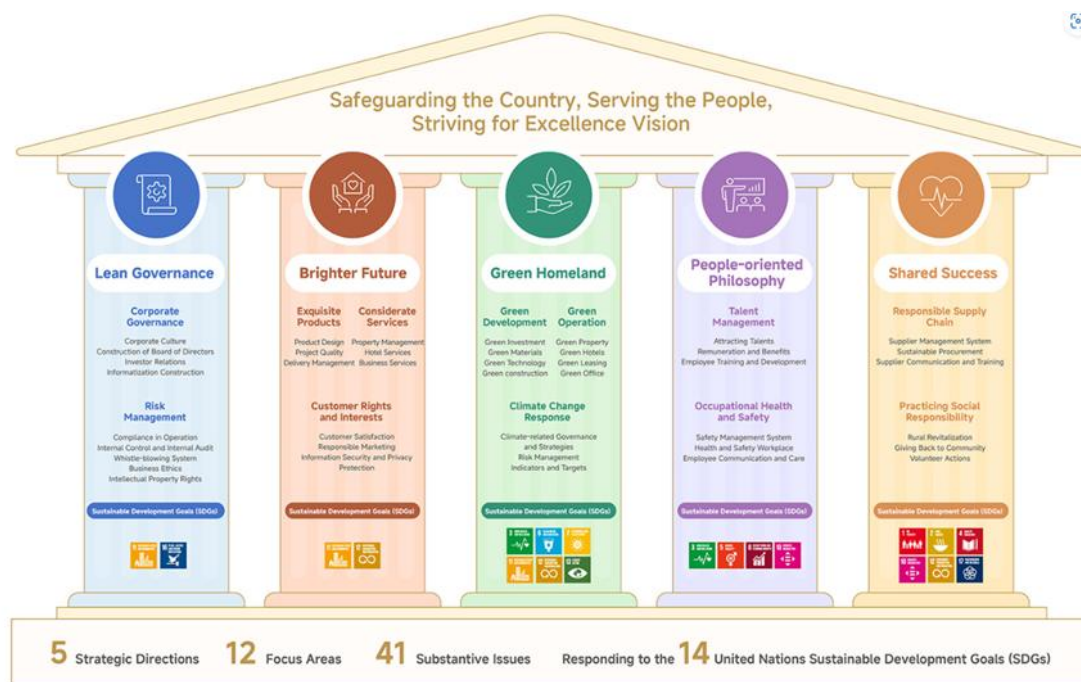 Safeguarding the Country, Serving the People,
Striving for Excellence Vision
Lean Governance
Corporate
Governance
Corporate Culture
Construction of Board of Directers
Investor Relations
Informatization Construction
Risk
Management
Compliance in Operation
Internal Control and Internal Audit
Whistle-blowing System
Business Ethics
Intellectual Property Rights
Sustainable Development Goals (SDGs)
Brighter Future
Exquisite
Products
Product Design
Project Quality
Delivery Management
Considerate
Services
Property Management
Hotel Services
Business Services
Customer Rights
and Interests
Customer Satisfaction
Responsible Marketing
Information Security and Privacy
Protection
Sustainable Development Goals (SDGs)
Green Homeland
Green
Development
Green Investment
Green Materials
Green Technology
Green construction
Green
Operation
Green Property
Green Hotels
Green Leasing
Green Office
Climate Change
Response
Climate-related Governance
and Strategies
Risk Management
Indicators and Targets
Sustainable Development Goals (SDGs)
People-oriented
Philosophy
Talent
Management
Attracting Talents
Remuneration and Benefits
Employee Training and Development
Occupational Health
and Safety
Safety Management System
Health and Safety Workplace
Employee Communication and Care
Sustainable Development Goals (SDGs)
Shared Success
Responsible Supply
Chain
Supplier Management System
Sustainable Procurement
Supplier Communication and Training
Practicing Social
Responsibility
Rural Revitalisation
Giving Back to Community
Volunteer Actions
Sustainable Development Goals (SDGs)
5 Strategic Directions 12 Focus Areas 41 Substantive Issues Responding to the 14 United Nations Sustainable Development Goals (SDGs)